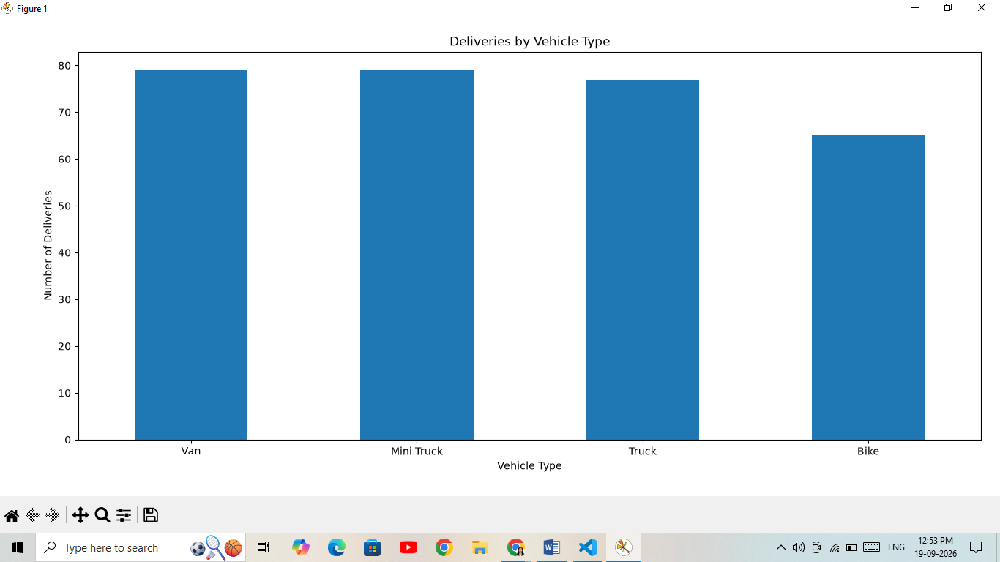 Figure 1
Deliveries by Vehicle Type
80
70
60
50
40
30
20
10
0
Number of Deliveries
Van
Mini Truck
Truck
Bike
Vehicle Type
Type here to search
ENG
12:53 PM
19-09-2026